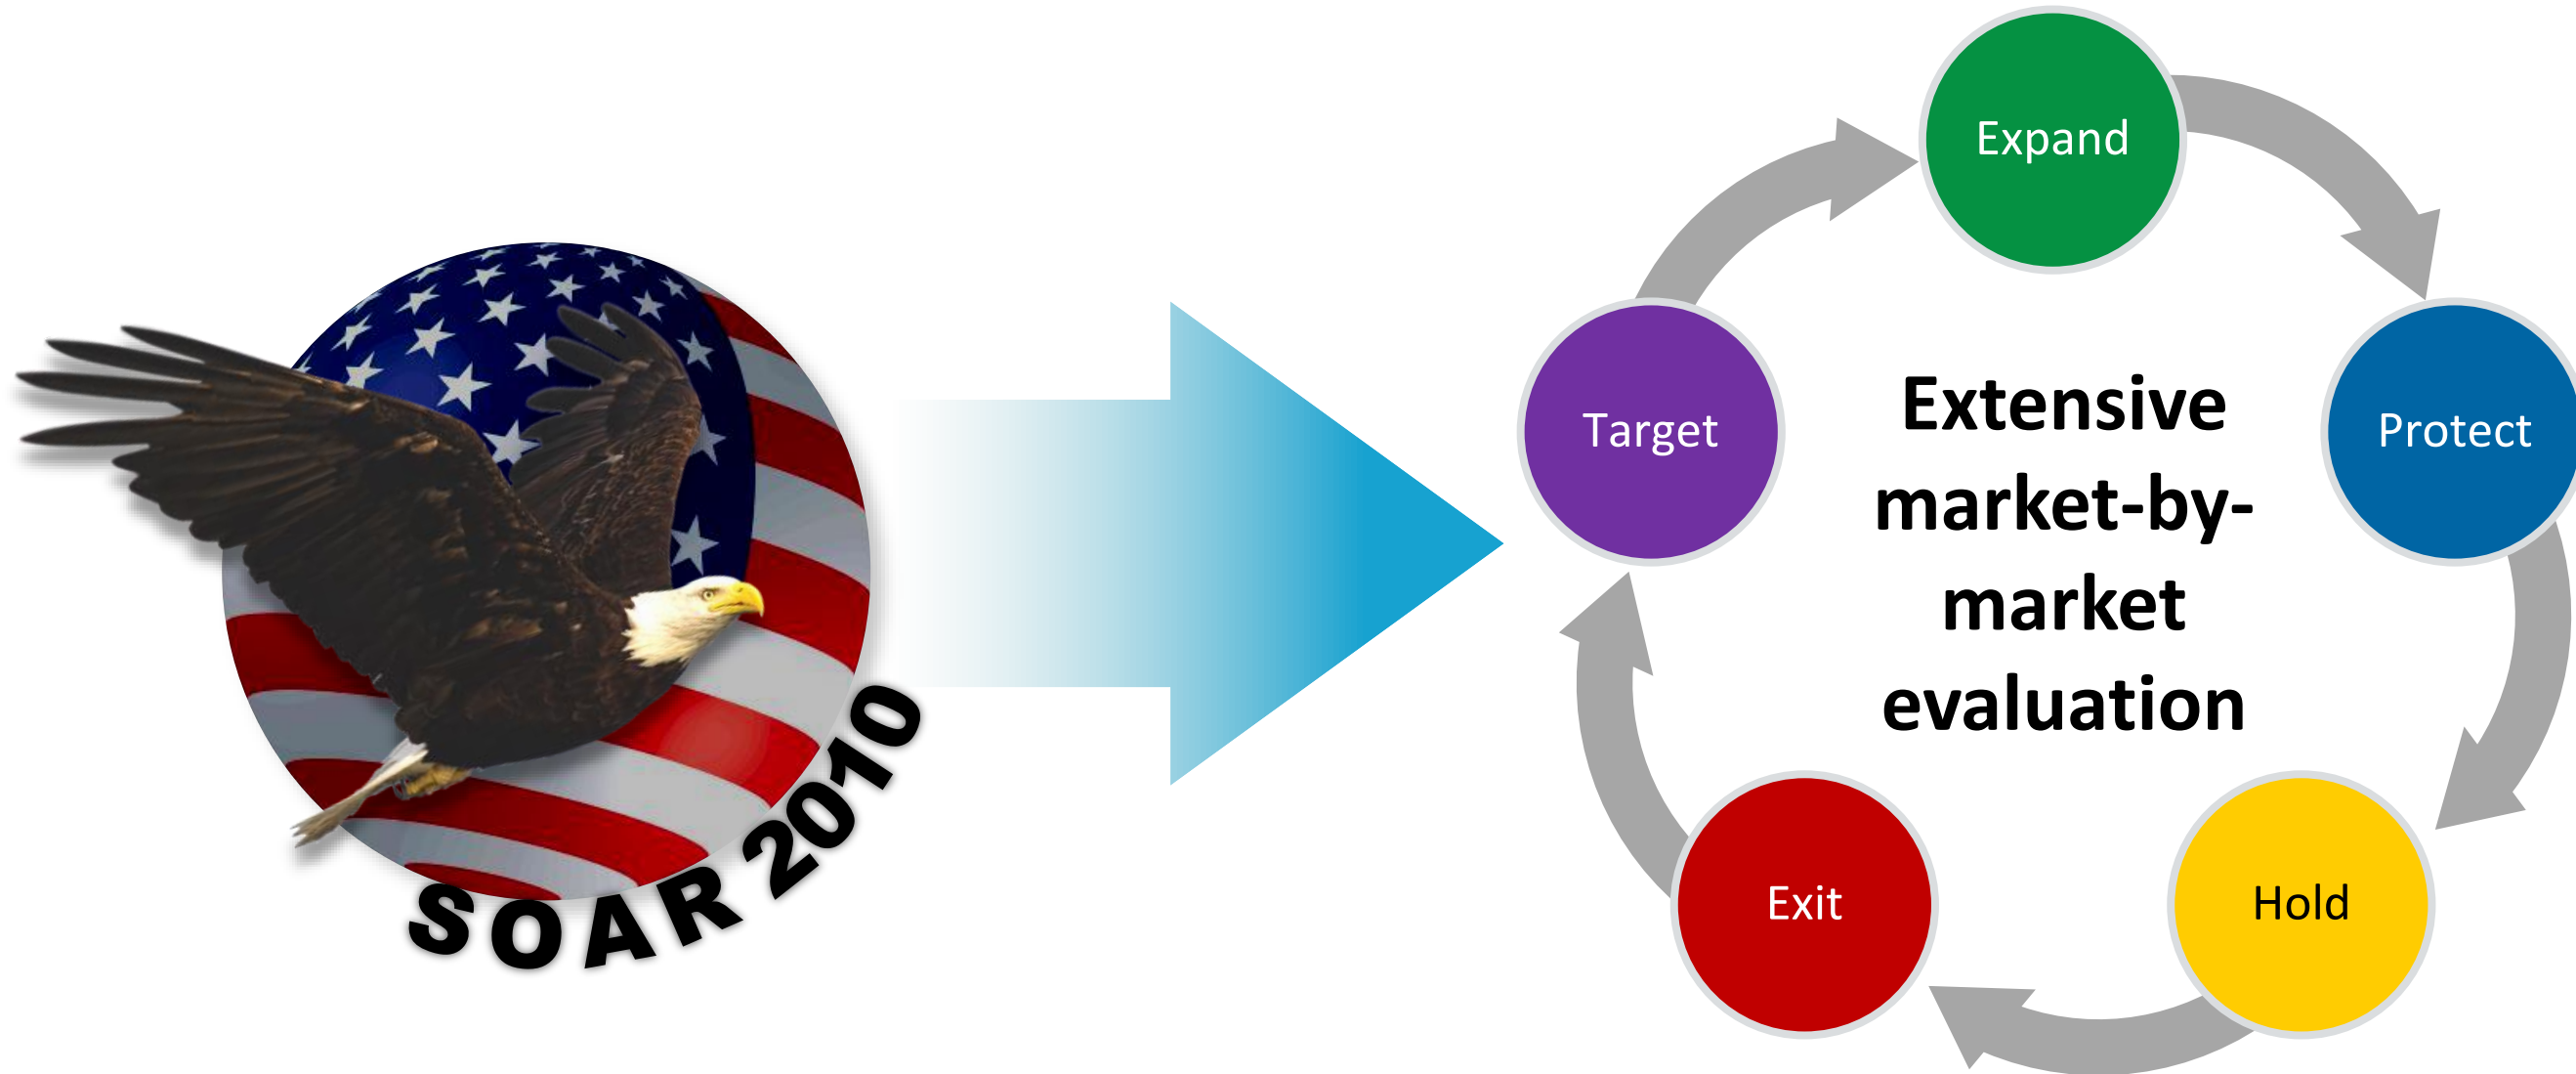 SOAR 2010
Expand
Target
Protect
Extensive
market-by-
market
evaluation
Exit
Hold